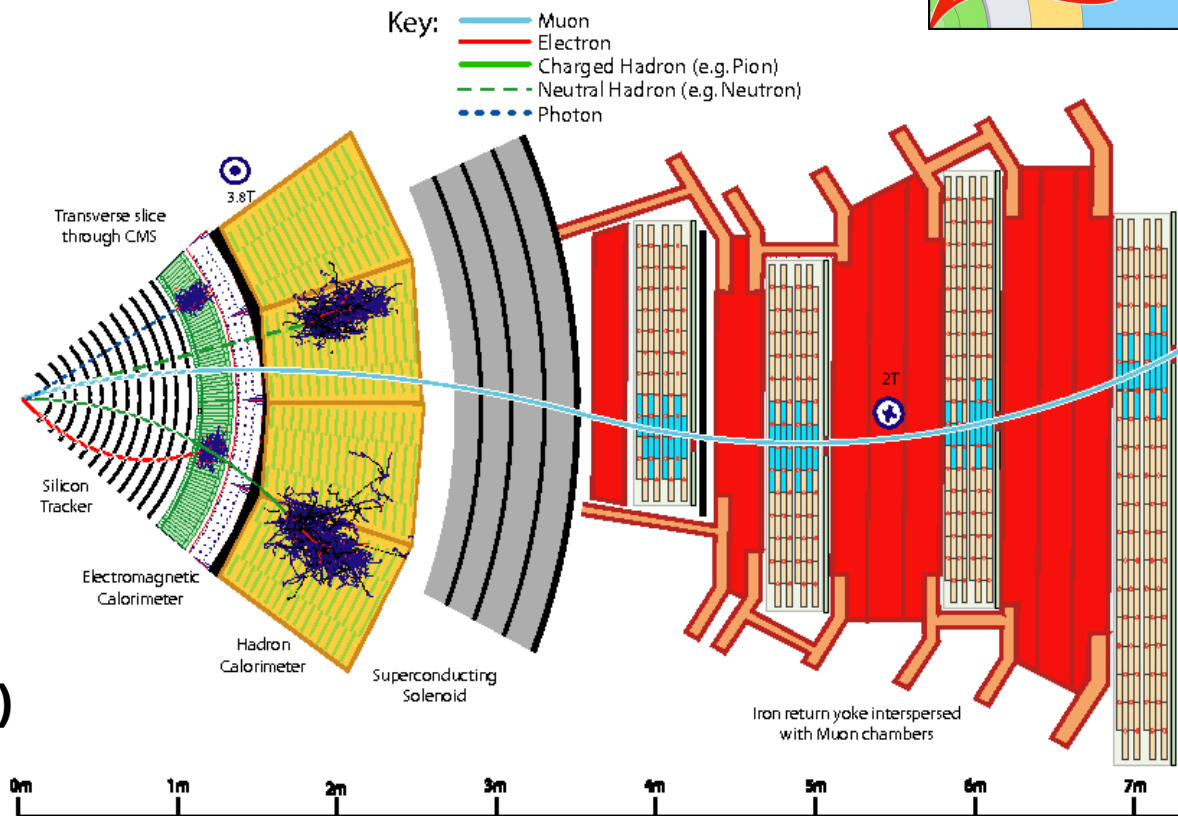 Key:
Muon
Electron
Charged Hadron (e.g. Pion)
Neutral Hadron (e.g. Neutron)
Photon
3.8T
Transverse slice
through CMS
2T
Silicon
Tracker
Electromagnetic
Calorimeter
Hadron
Calorimeter
Superconducting
Solenoid
)
Iron return yoke interspersed
with Muon chambers
0m 1m 2m 3m 4m 5m 6m 7m